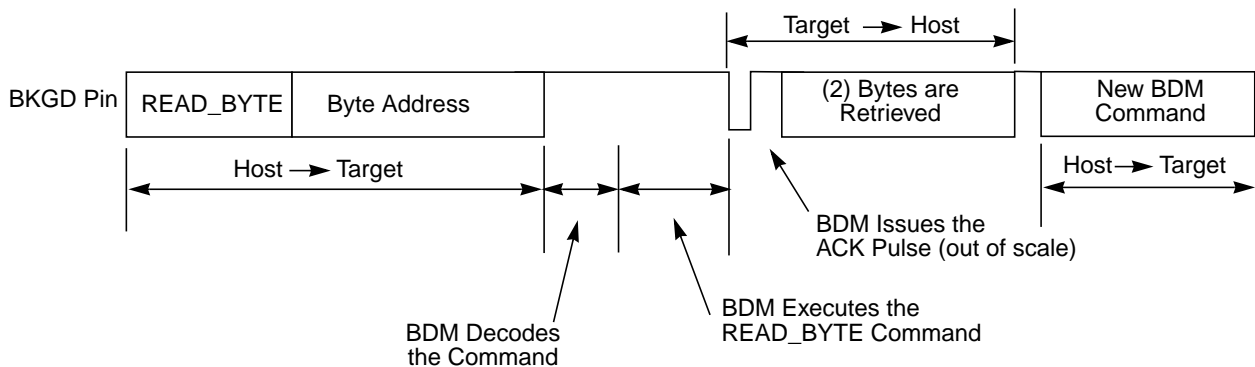 Target → Host
BKGD Pin
READ_BYTE
Byte Address
(2) Bytes are
Retrieved
New BDM
Command
Host → Target
Host → Target
BDM Issues the
ACK Pulse (out of scale)
BDM Decodes
the Command
BDM Executes the
READ_BYTE Command